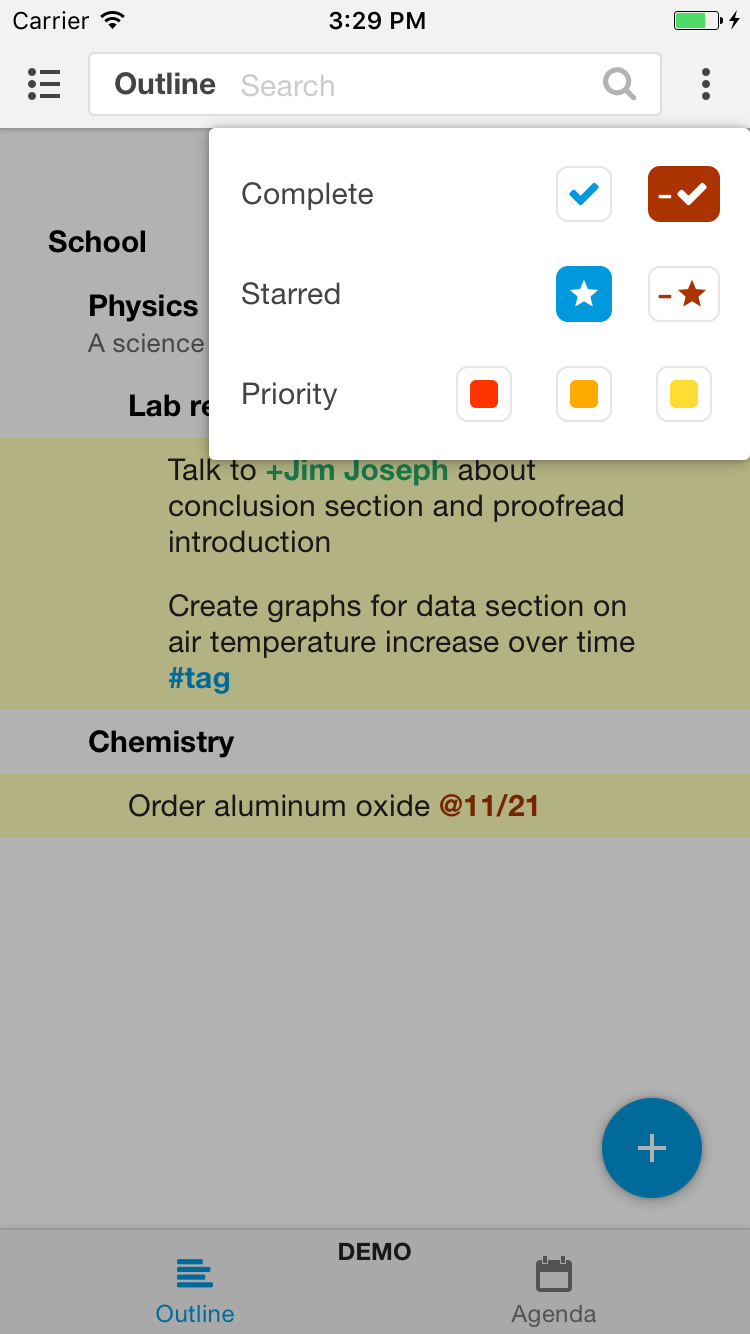 Carrier 3:29 PM
Outline Search
Complete
Starred
Priority
School
Physics
A science
Lab re
Talk to +Jim Joseph about
conclusion section and proofread
introduction
Create graphs for data section on
air temperature increase over time
#tag
Chemistry
Order aluminum oxide @11/21
DEMO
Outline Agenda